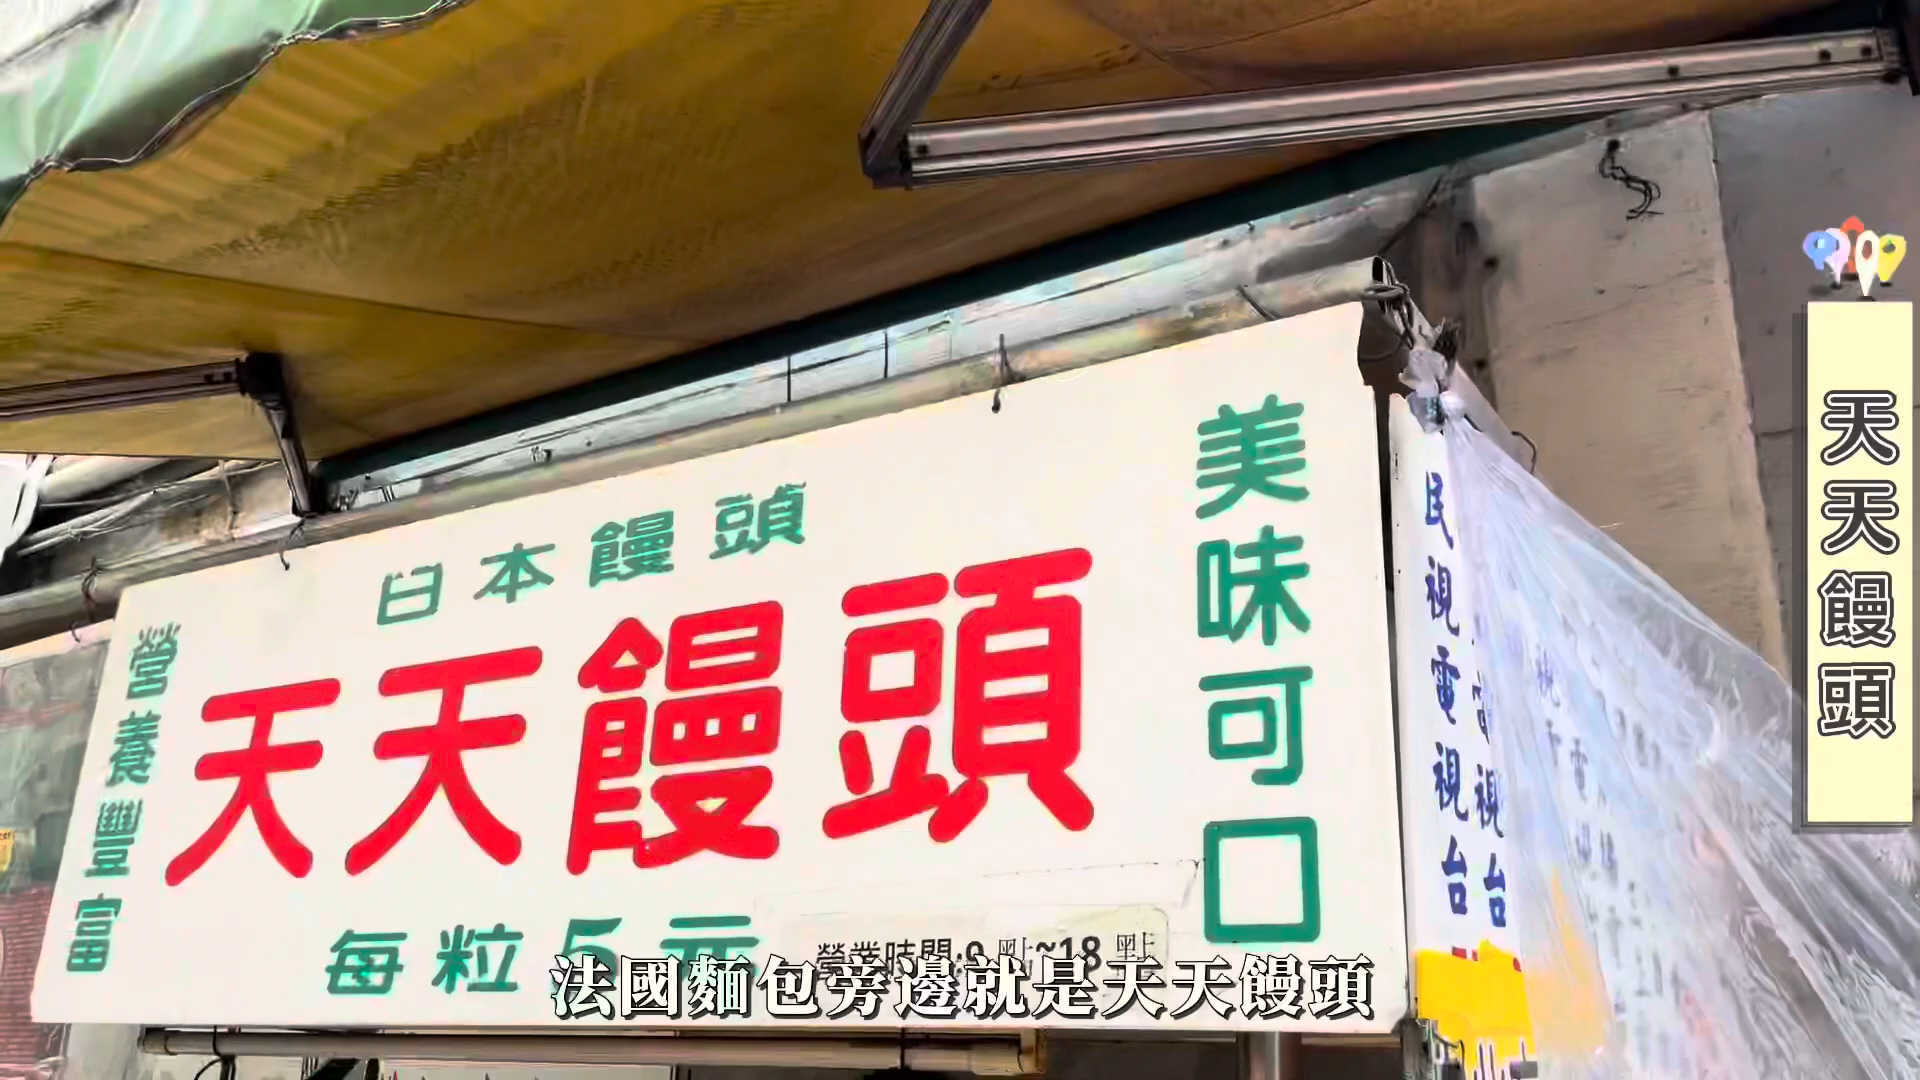 日本饅頭
天天饅頭
營養豐富
美味可口
每粒5元
營業時間:9點~18點
民視電視台
電視台
天天饅頭
法國麵包旁邊就是天天饅頭